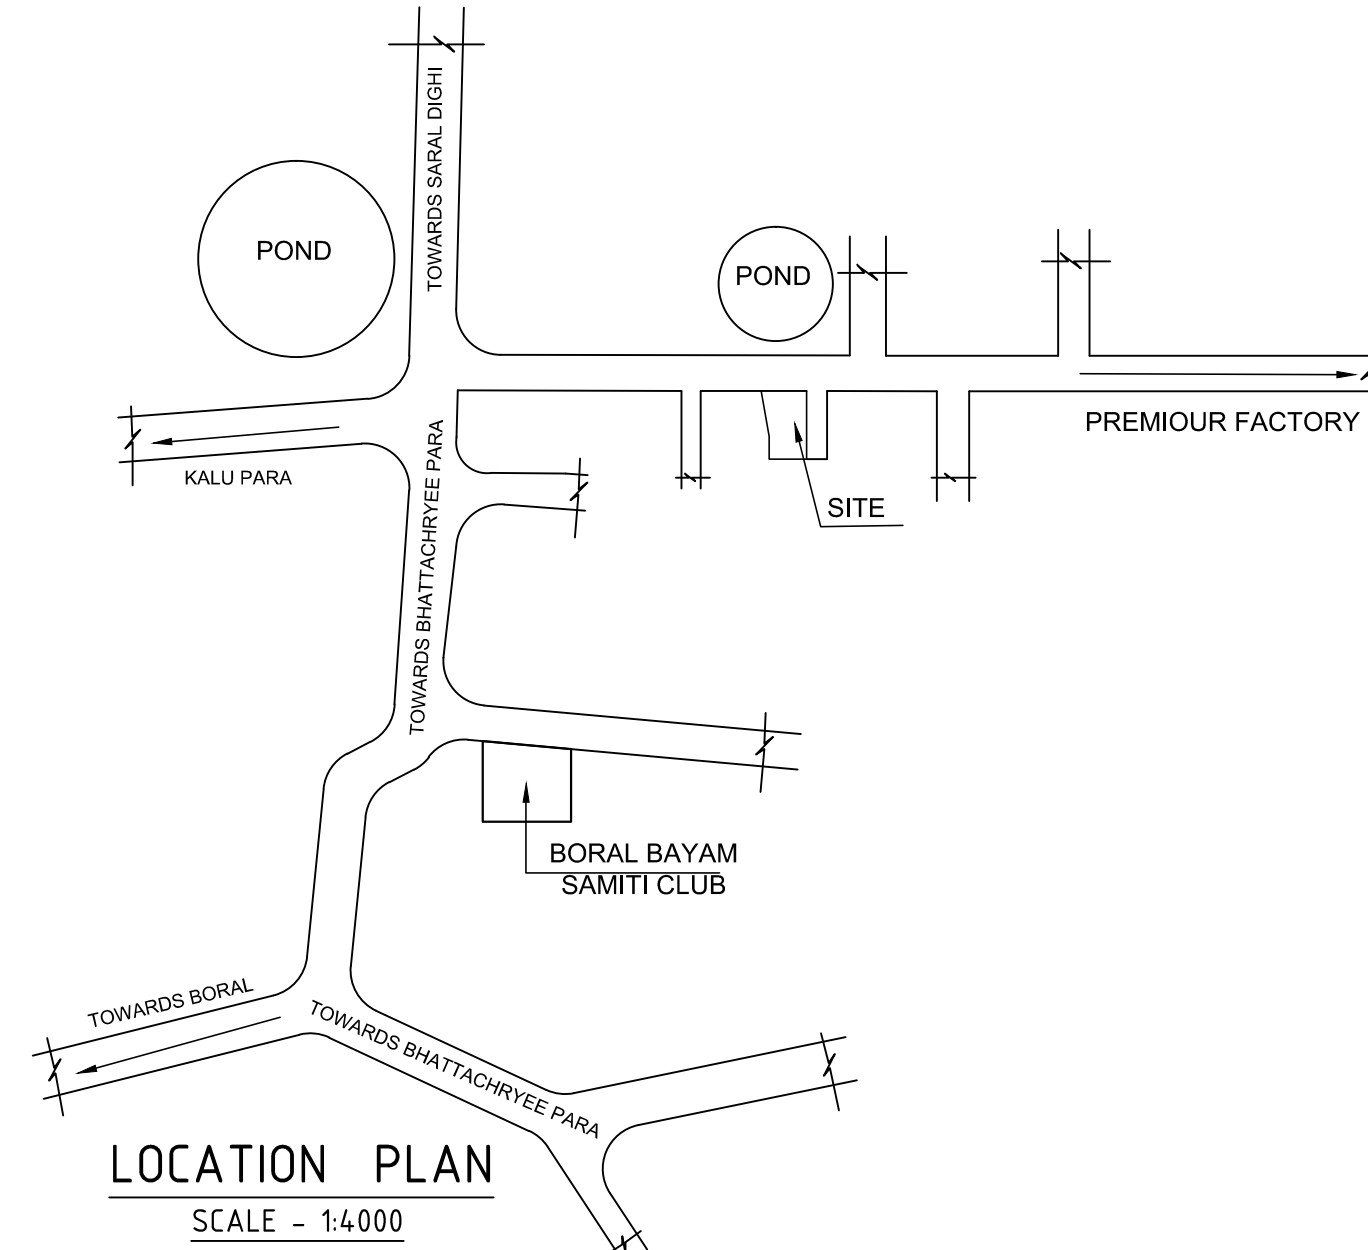 TOWARDS SARAL DIGHI
POND
POND
PREMIOUR FACTORY
KALU PARA
TOWARDS BHATTACHRYEE PARA
SITE
BORAL BAYAM
SAMITI CLUB
TOWARDS BORAL
TOWARDS BHATTACHRYEE PARA
LOCATION PLAN
SCALE - 1:4000